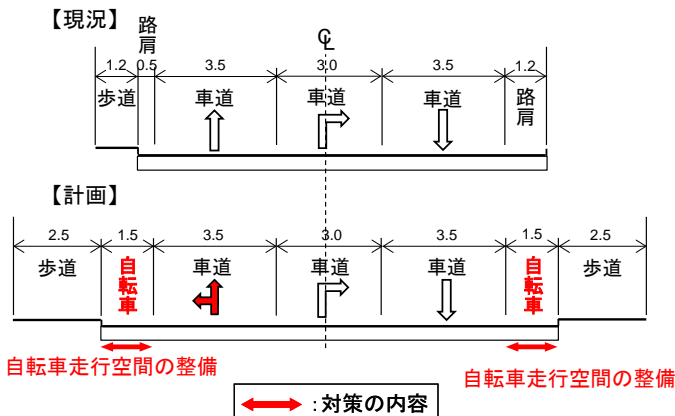 【現況】
路肩
℄
1.2 0.5 3.5 3.0 3.5 1.2
歩道 車道 車道 車道 路肩
【計画】
2.5 1.5 3.5 3.0 3.5 1.5 2.5
歩道 自転車 車道 車道 車道 自転車 歩道
自転車走行空間の整備 自転車走行空間の整備
：対策の内容